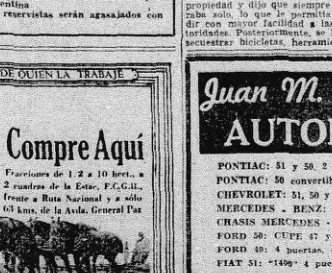 entina
reservistas serán agasajados con
DE QUIEN LA TRABAJE
Compre Aquí
Fracciones de 1, 2 a 10 hect., a
2 cuadras de la Estac. F.C.G.B.,
frente a Ruta Nacional y a sólo
63 kms. de la Avda. General Paz
propiedad y dijo que siempre
raba solo, lo que le permitía
dir con mayor facilidad a las
toridades. Posteriormente, se
secuestrar bicicletas, herrami
Juan M.
AUTO
PONTIAC: 51 y 50, 2
PONTIAC: 50 convertib
CHEVROLET: 51, 50 y
MERCEDES - BENZ:
CHASIS MERCEDES -
FORD 50: CUPE 47 y
FORD 49: 4 puertas,
FIAT 51: "1400" 4 pue